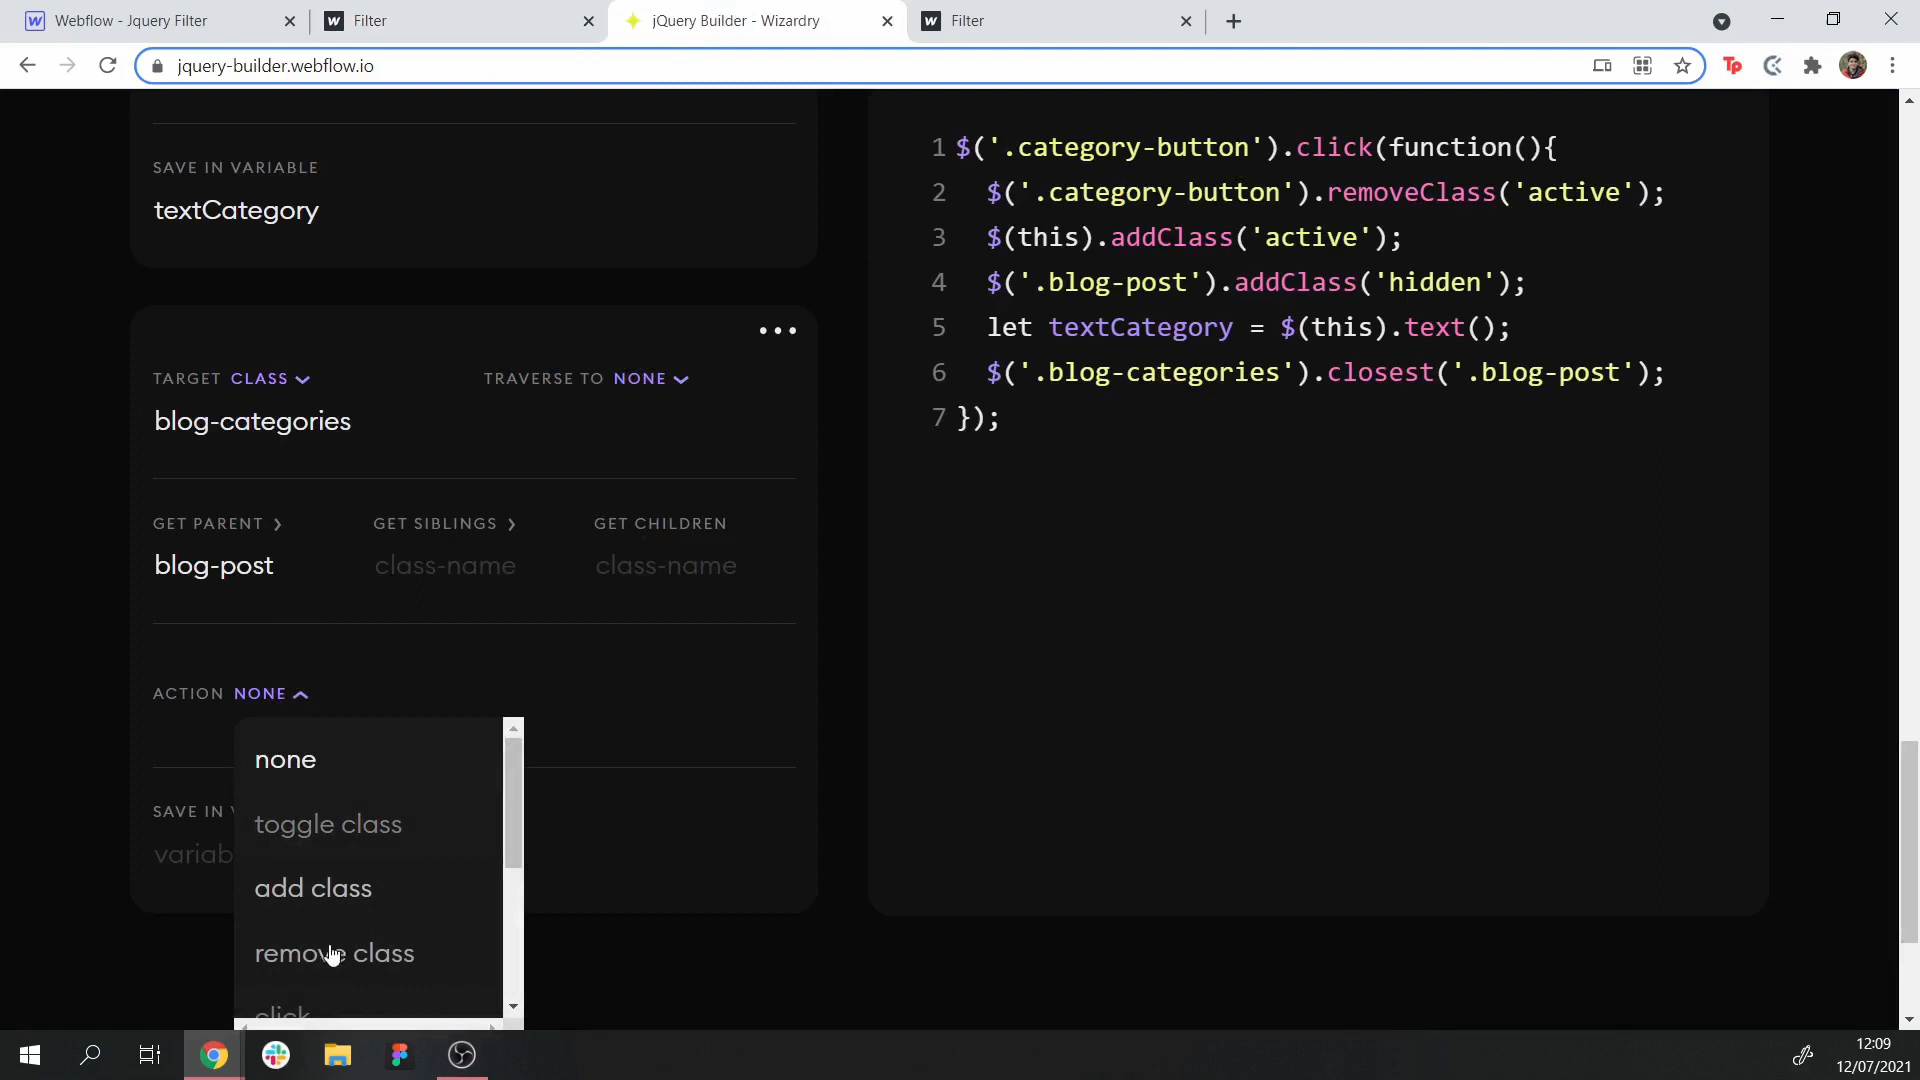 Webflow - Jquery Filter
Filter
jQuery Builder - Wizardry
Filter
jquery-builder.webflow.io
SAVE IN VARIABLE
textCategory
TARGET CLASS
TRAVERSE TO NONE
blog-categories
GET PARENT
GET SIBLINGS
GET CHILDREN
blog-post
class-name
class-name
ACTION NONE
none
toggle class
add class
remove class
click
SAVE IN V
variab
1 $('.category-button').click(function(){
2 $('.category-button').removeClass('active');
3 $(this).addClass('active');
4 $('.blog-post').addClass('hidden');
5 let textCategory = $(this).text();
6 $('.blog-categories').closest('.blog-post');
7 });
12:09
12/07/2021